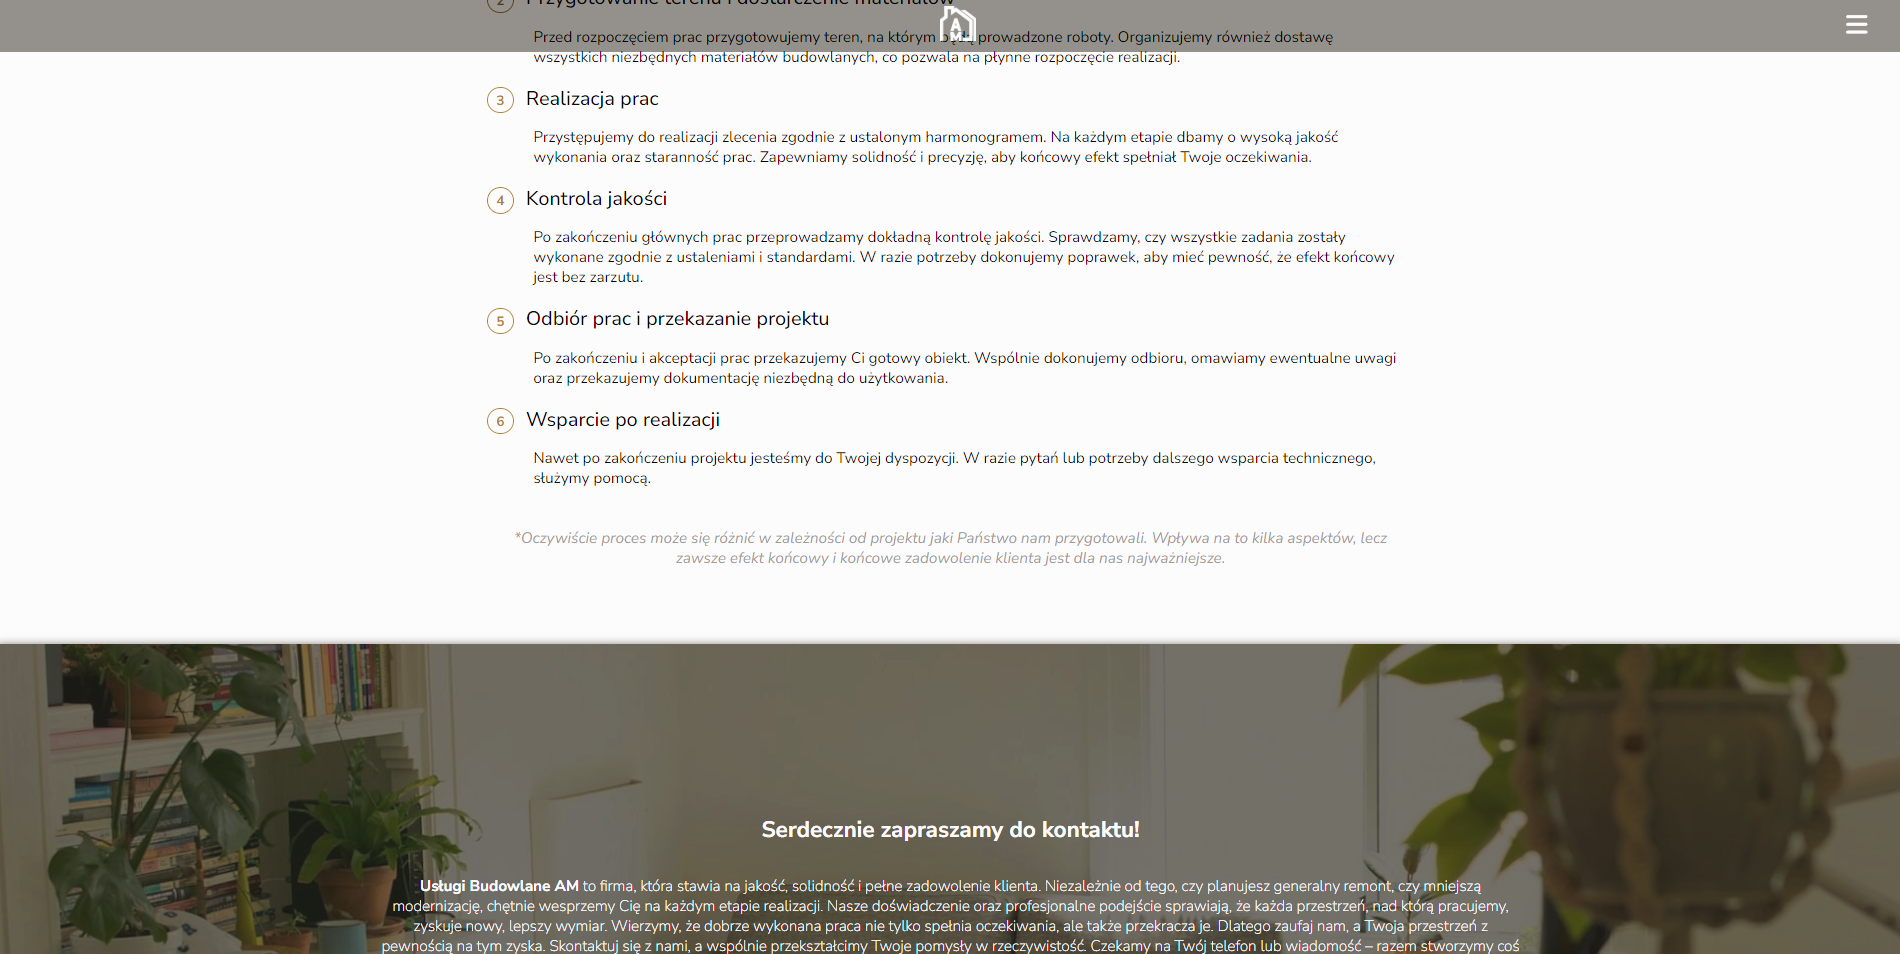 2 Przygotowanie terenu i dostarczenie materiałów
A
M
Przed rozpoczęciem prac przygotowujemy teren, na którym będą prowadzone roboty. Organizujemy również dostawę
wszystkich niezbędnych materiałów budowlanych, co pozwala na płynne rozpoczęcie realizacji.
3 Realizacja prac
Przystępujemy do realizacji zlecenia zgodnie z ustalonym harmonogramem. Na każdym etapie dbamy o wysoką jakość
wykonania oraz staranność prac. Zapewniamy solidność i precyzję, aby końcowy efekt spełniał Twoje oczekiwania.
4 Kontrola jakości
Po zakończeniu głównych prac przeprowadzamy dokładną kontrolę jakości. Sprawdzamy, czy wszystkie zadania zostały
wykonane zgodnie z ustaleniami i standardami. W razie potrzeby dokonujemy poprawek, aby mieć pewność, że efekt końcowy
jest bez zarzutu.
5 Odbiór prac i przekazanie projektu
Po zakończeniu i akceptacji prac przekazujemy Ci gotowy obiekt. Wspólnie dokonujemy odbioru, omawiamy ewentualne uwagi
oraz przekazujemy dokumentację niezbędną do użytkowania.
6 Wsparcie po realizacji
Nawet po zakończeniu projektu jesteśmy do Twojej dyspozycji. W razie pytań lub potrzeby dalszego wsparcia technicznego,
służymy pomocą.
*Oczywiście proces może się różnić w zależności od projektu jaki Państwo nam przygotowali. Wpływa na to kilka aspektów, lecz
zawsze efekt końcowy i końcowe zadowolenie klienta jest dla nas najważniejsze.
Serdecznie zapraszamy do kontaktu!
Usługi Budowlane AM to firma, która stawia na jakość, solidność i pełne zadowolenie klienta. Niezależnie od tego, czy planujesz generalny remont, czy mniejszą
modernizację, chętnie wesprzemy Cię na każdym etapie realizacji. Nasze doświadczenie oraz profesjonalne podejście sprawiają, że każda przestrzeń, nad którą pracujemy,
zyskuje nowy, lepszy wymiar. Wierzymy, że dobrze wykonana praca nie tylko spełnia oczekiwania, ale także przekracza je. Dlatego zaufaj nam, a Twoja przestrzeń z
pewnością na tym zyska. Skontaktuj się z nami, a wspólnie przekształcimy Twoje pomysły w rzeczywistość. Czekamy na Twój telefon lub wiadomość – razem stworzymy coś